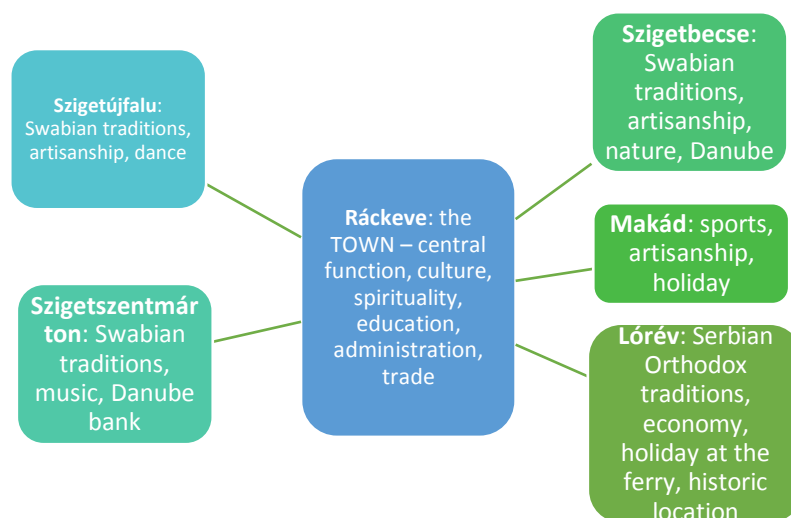 Szigetújfalu:
Swabian traditions,
artisanship, dance
Szigetszentmár
ton: Swabian
traditions,
music, Danube
bank
Ráckeve: the
TOWN – central
function, culture,
spirituality,
education,
administration,
trade
Szigetbecse:
Swabian
traditions,
artisanship,
nature, Danube
Makád: sports,
artisanship,
holiday
Lórév: Serbian
Orthodox
traditions,
economy,
holiday at the
ferry, historic
location